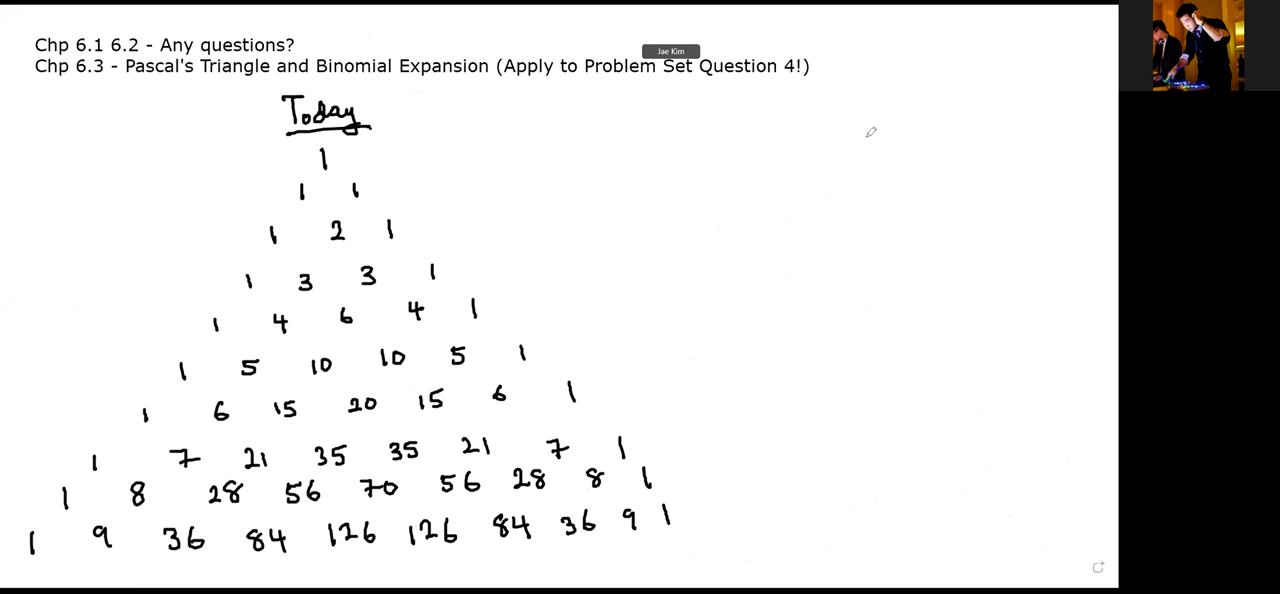 Chp 6.1 6.2 - Any questions?
Jae Kim
Chp 6.3 - Pascal's Triangle and Binomial Expansion (Apply to Problem Set Question 4!)
Today
1
1 1
1 2 1
1 3 3 1
1 4 6 4 1
1 5 10 10 5 1
1 6 15 20 15 6 1
1 7 21 35 35 21 7 1
1 8 28 56 70 56 28 8 1
1 9 36 84 126 126 84 36 9 1